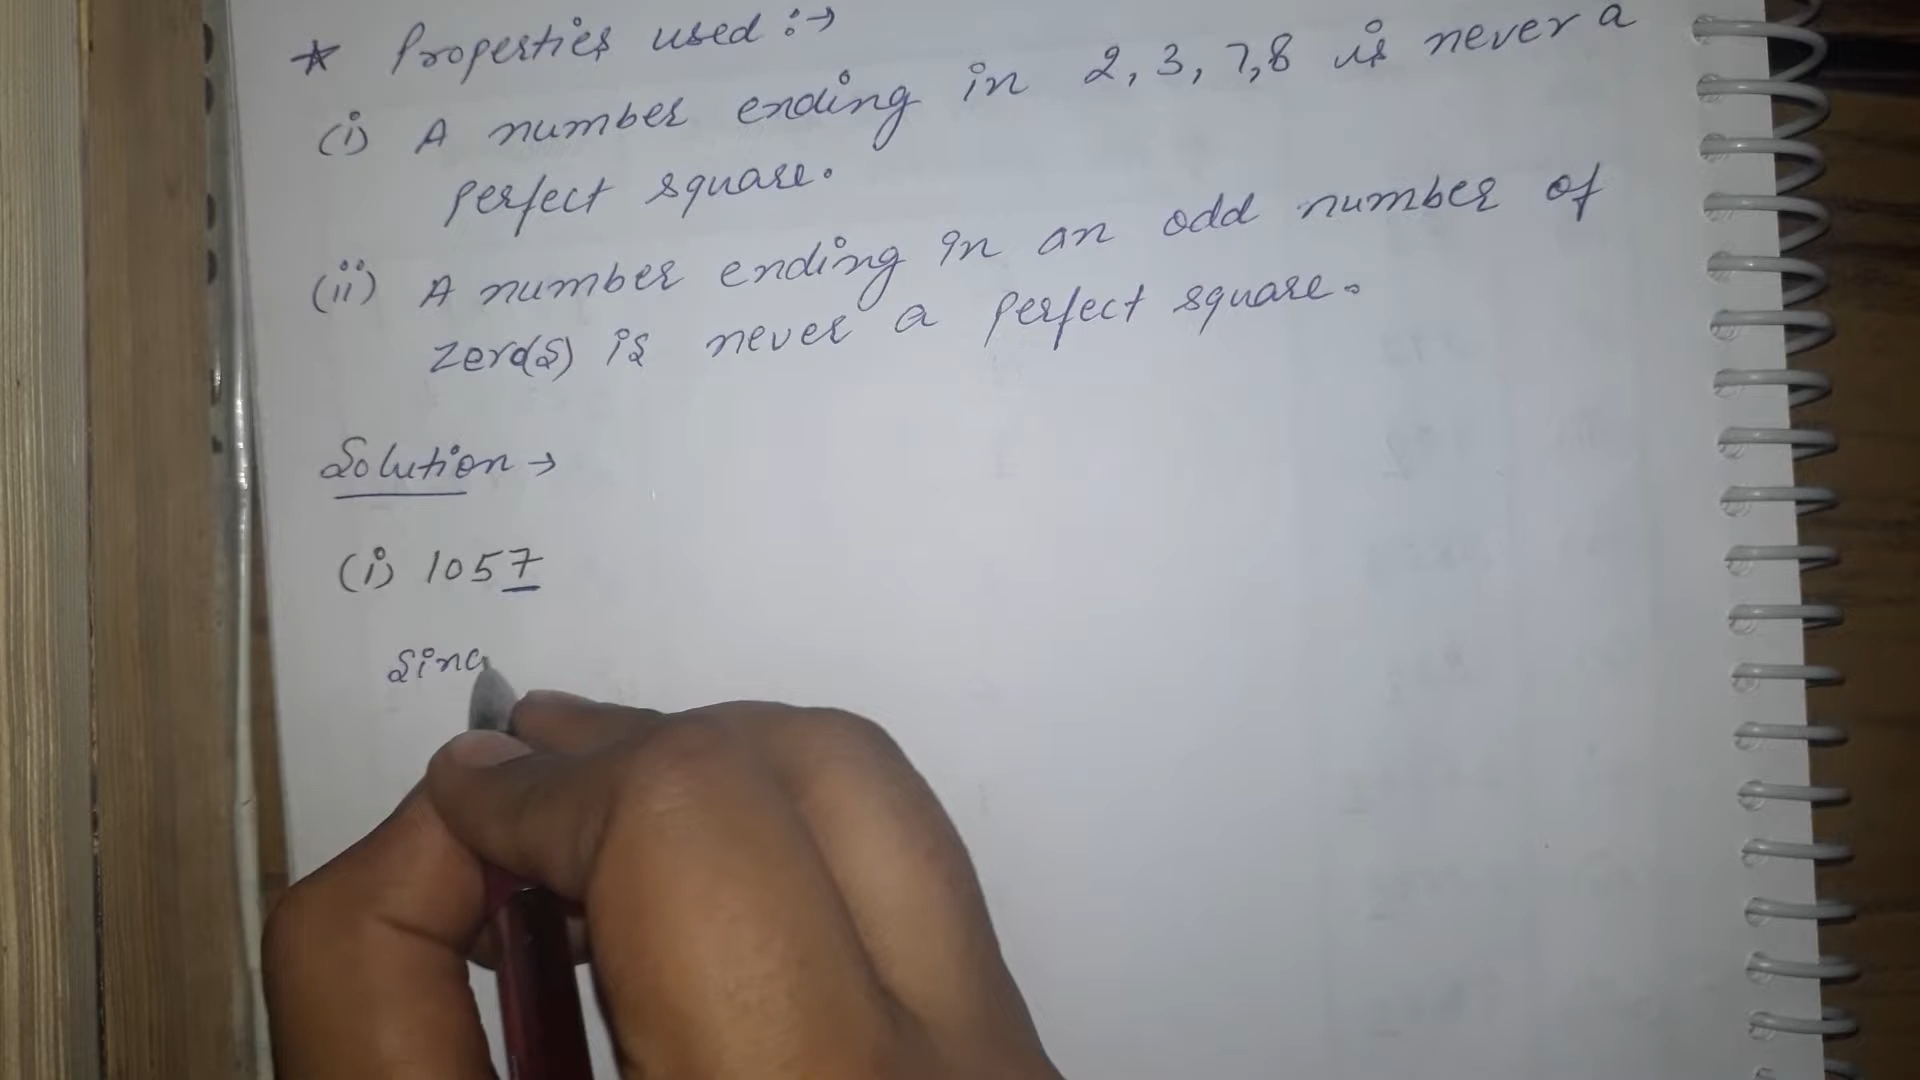 * Properties used :→
(i) A number ending in 2, 3, 7, 8 is never a
perfect square.
(ii) A number ending in an odd number of
zero(s) is never a perfect square.
Solution →
(i) 1057
Sinc